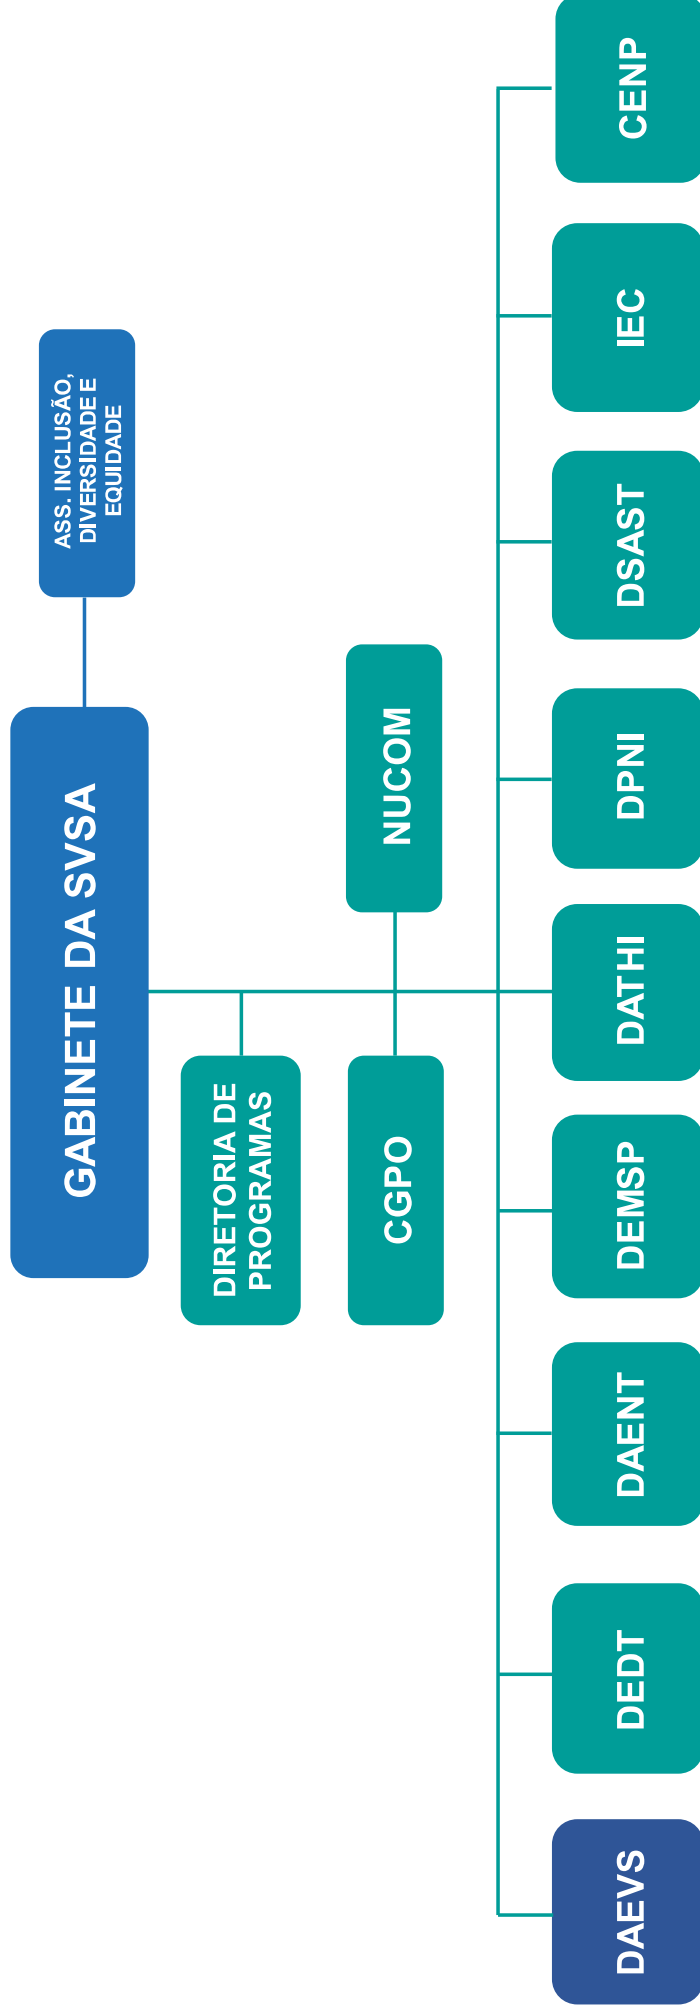 GABINETE DA SVSA
ASS. INCLUSÃO,
DIVERSIDADE E
EQUIDADE
DIRETORIA DE
PROGRAMAS
CGPO
NUCOM
DAEVS
DEDT
DAENT
DEMSP
DATHI
DPNI
DSAST
IEC
CENP